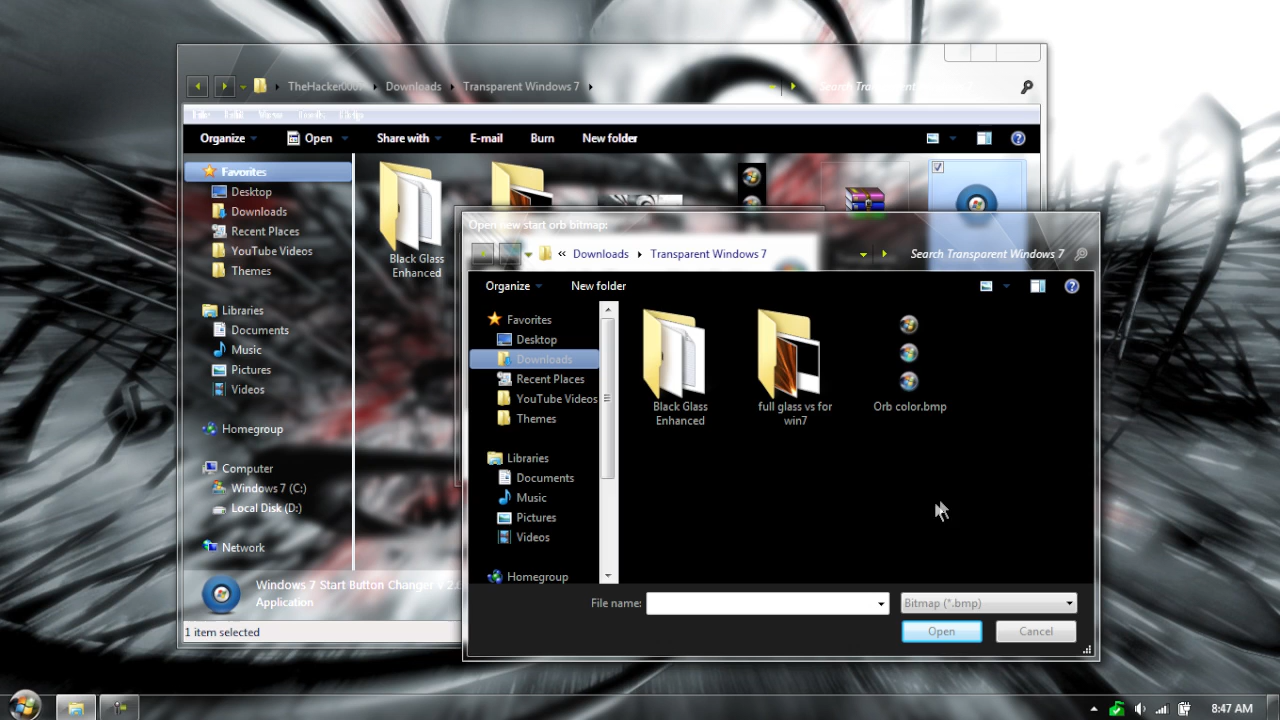 Downloads
Transparent Windows 7
Organize
Open
Share with
E-mail
Burn
New folder
Favorites
Desktop
Downloads
Recent Places
YouTube Videos
Themes
Libraries
Documents
Music
Pictures
Videos
Homegroup
Computer
Windows 7 (C:)
Local Disk (D:)
Network
Black Glass
Enhanced
Windows 7 Start Button Changer v 2.
Application
1 item selected
Open new start orb bitmap:
« Downloads
Transparent Windows 7
Search Transparent Windows 7
Organize
New folder
Favorites
Desktop
Downloads
Recent Places
YouTube Videos
Themes
Libraries
Documents
Music
Pictures
Videos
Homegroup
Black Glass
Enhanced
full glass vs for
win7
Orb color.bmp
File name:
Bitmap (*.bmp)
Open
Cancel
8:47 AM